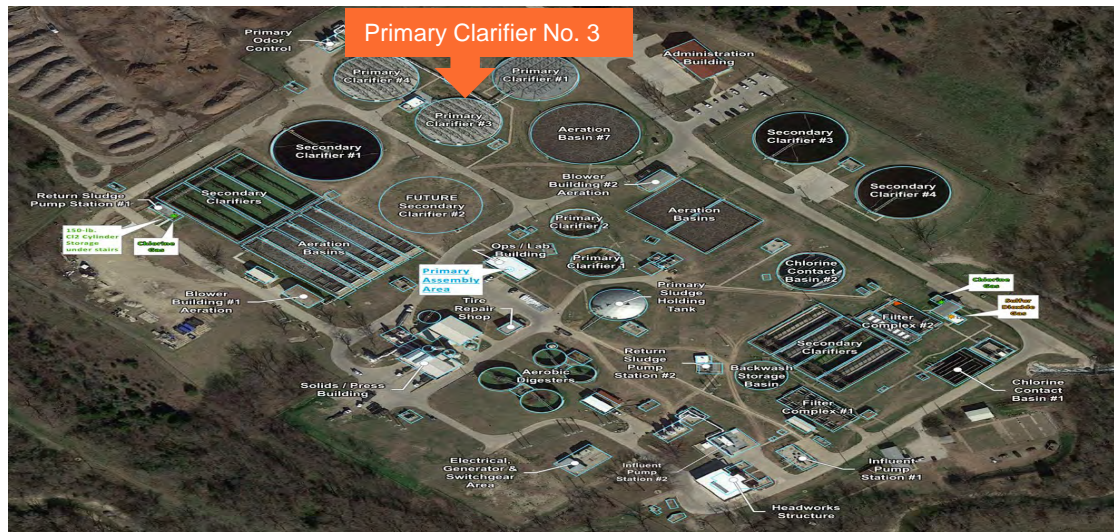 Primary Clarifier No. 3
Primary
Odor
Control
Primary
Clarifier #4
Primary
Clarifier #1
Primary
Clarifier #3
Administration
Building
Aeration
Basin #7
Secondary
Clarifier #1
Secondary
Clarifier #3
Secondary
Clarifier #4
Blower
Building #2
Aeration
Return Sludge
Pump Station #1
Secondary
Clarifiers
FUTURE
Secondary
Clarifier #2
Aeration
Basins
Primary
Clarifier 2
150-lb.
Cl2 Cylinder
Storage
under stairs
Chlorine
Gas
Aeration
Basins
Ops / Lab
Building
Primary
Clarifier 1
Primary
Assembly
Area
Chlorine
Contact
Basin #2
Chlorine
Gas
Sulfur
Dioxide
Gas
Blower
Building #1
Aeration
Tire
Repair
Shop
Primary
Sludge
Holding
Tank
Filter
Complex #2
Secondary
Clarifiers
Solids / Press
Building
Aerobic
Digesters
Return
Sludge
Pump
Station #2
Backwash
Storage
Basin
Chlorine
Contact
Basin #1
Filter
Complex #1
Electrical,
Generator &
Switchgear
Area
Influent
Pump
Station #2
Influent
Pump
Station #1
Headworks
Structure